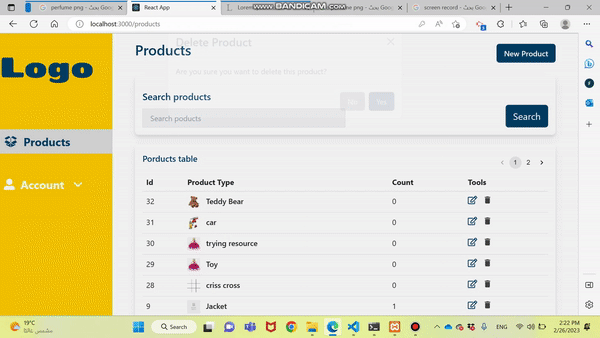 perfume png - بحث Goo
React App
Lorem
www.BANDICAM.com
me png - بحث Goo
screen record - بحث Goo
localhost:3000/products
Logo
Products
Account
Products
New Product
Delete Product
Are you sure you want to delete this product?
No
Yes
Search products
Search poducts
Search
Porducts table
1
2
Id
Product Type
Count
Tools
32
Teddy Bear
0
31
car
0
30
trying resource
0
29
Toy
0
28
criss cross
0
9
Jacket
1
19°C
Search
ENG
2:22 PM
2/26/2023